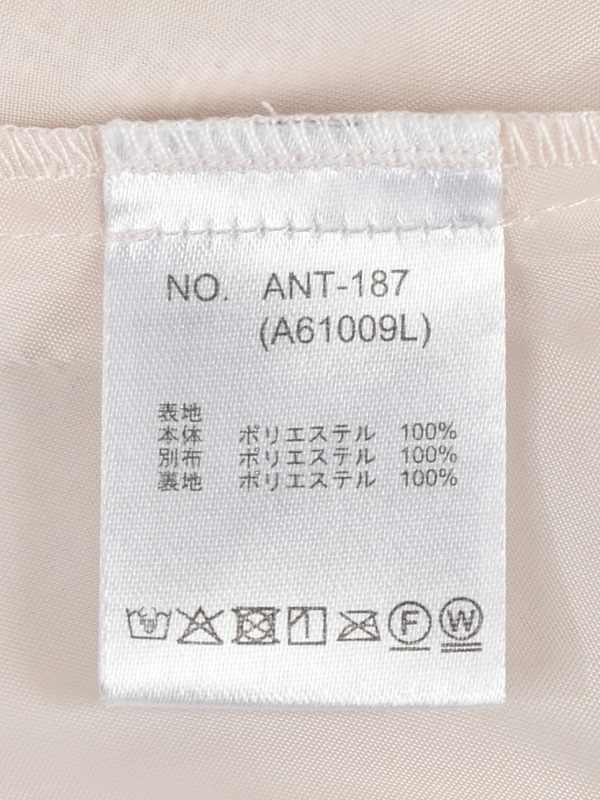 NO. ANT-187
(A61009L)
表地
本体 ポリエステル 100%
別布 ポリエステル 100%
裏地 ポリエステル 100%
F W